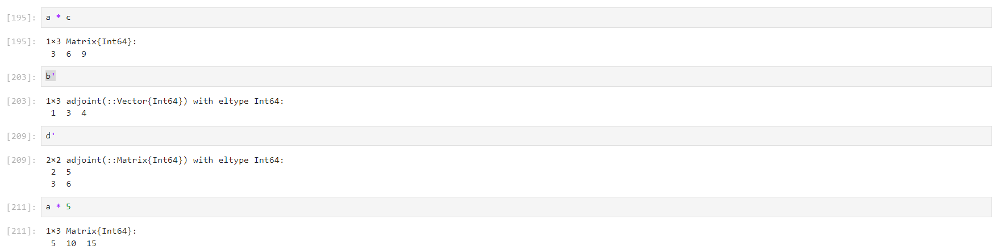 [195]: a * c
[195]: 1×3 Matrix{Int64}:
3 6 9
[203]: b'
[203]: 1×3 adjoint(::Vector{Int64}) with eltype Int64:
1 3 4
[209]: d'
[209]: 2×2 adjoint(::Matrix{Int64}) with eltype Int64:
2 5
3 6
[211]: a * 5
[211]: 1×3 Matrix{Int64}:
5 10 15